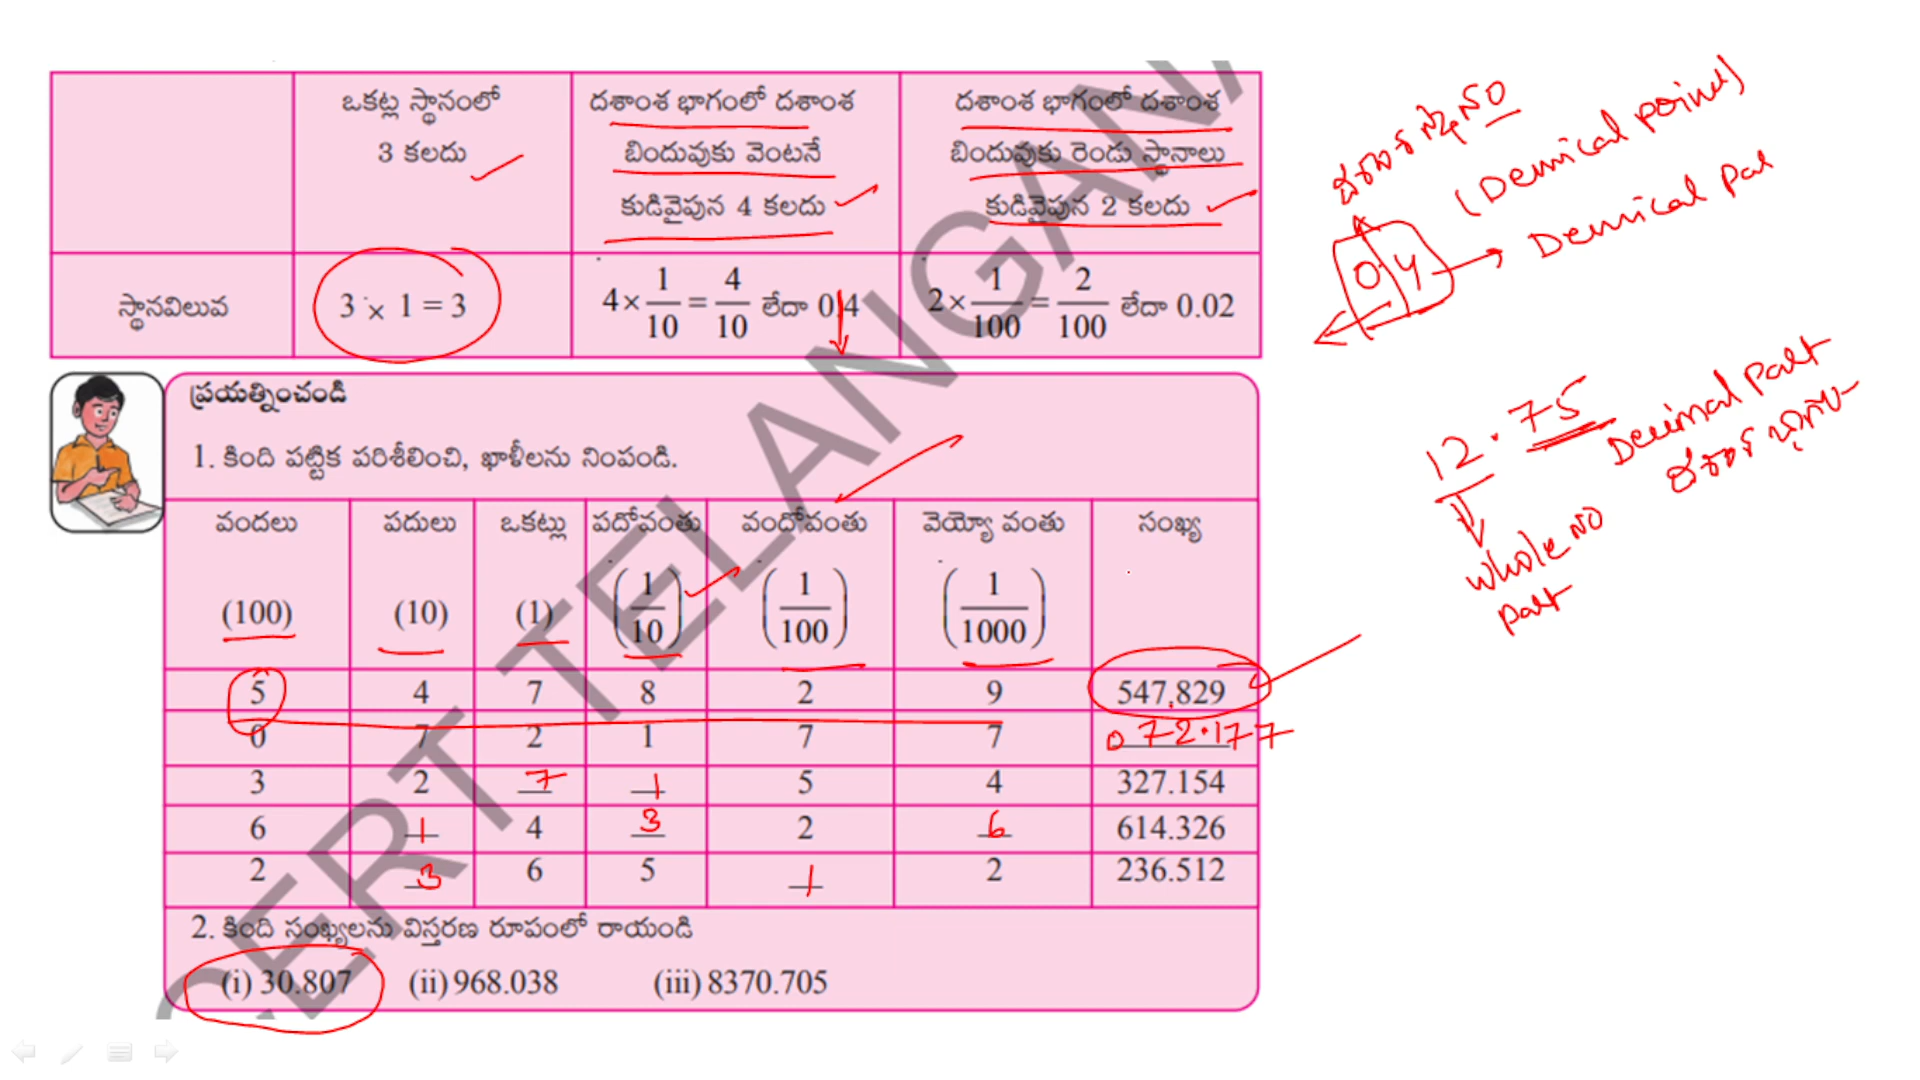 ఒకట్ల స్థానంలో
3 కలదు
దశాంశ భాగంలో దశాంశ
బిందువుకు వెంటనే
కుడివైపున 4 కలదు
దశాంశ భాగంలో దశాంశ
బిందువుకు రెండు స్థానాలు
కుడివైపున 2 కలదు
స్థానవిలువ
3 × 1 = 3
4 × 1/10 = 4/10 లేదా 0.4
2 × 1/100 = 2/100 లేదా 0.02
(Demical point)
0.4
Demical Par
12.75
Decimal Part
whole no
part
ప్రయత్నించండి
1. కింది పట్టిక పరిశీలించి, ఖాళీలను నింపండి.
వందలు పదులు ఒకట్లు పదోవంతు వందోవంతు వెయ్యో వంతు సంఖ్య
(100) (10) (1) (1/10) (1/100) (1/1000)
5 4 7 8 2 9 547.829
0 7 2 1 7 7 072.177
3 2 7 1 5 4 327.154
6 1 4 3 2 6 614.326
2 3 6 5 1 2 236.512
2. కింది సంఖ్యలను విస్తరణ రూపంలో రాయండి
(i) 30.807 (ii) 968.038 (iii) 8370.705
CERT TELANGANA